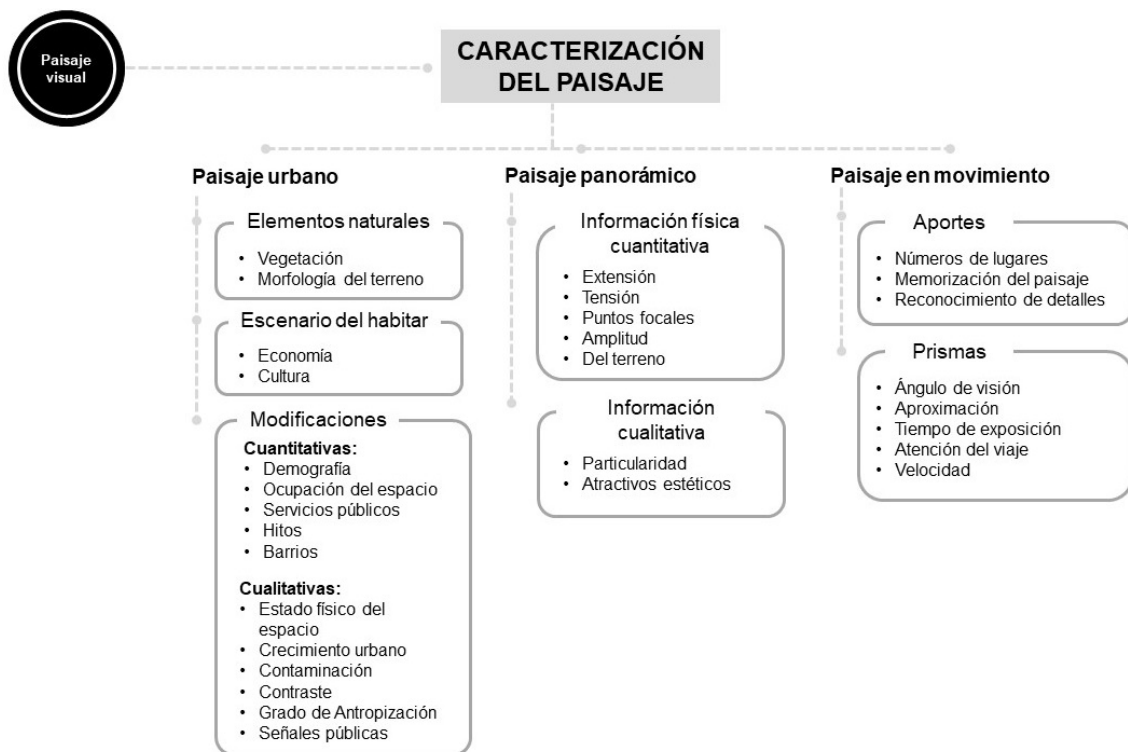 Paisaje
visual
CARACTERIZACIÓN
DEL PAISAJE
Paisaje urbano
Elementos naturales
• Vegetación
• Morfología del terreno
Escenario del habitar
• Economía
• Cultura
Modificaciones
Cuantitativas:
• Demografía
• Ocupación del espacio
• Servicios públicos
• Hitos
• Barrios
Cualitativas:
• Estado físico del
espacio
• Crecimiento urbano
• Contaminación
• Contraste
• Grado de Antropización
• Señales públicas
Paisaje panorámico
Información física
cuantitativa
• Extensión
• Tensión
• Puntos focales
• Amplitud
• Del terreno
Información
cualitativa
• Particularidad
• Atractivos estéticos
Paisaje en movimiento
Aportes
• Números de lugares
• Memorización del paisaje
• Reconocimiento de detalles
Prismas
• Ángulo de visión
• Aproximación
• Tiempo de exposición
• Atención del viaje
• Velocidad